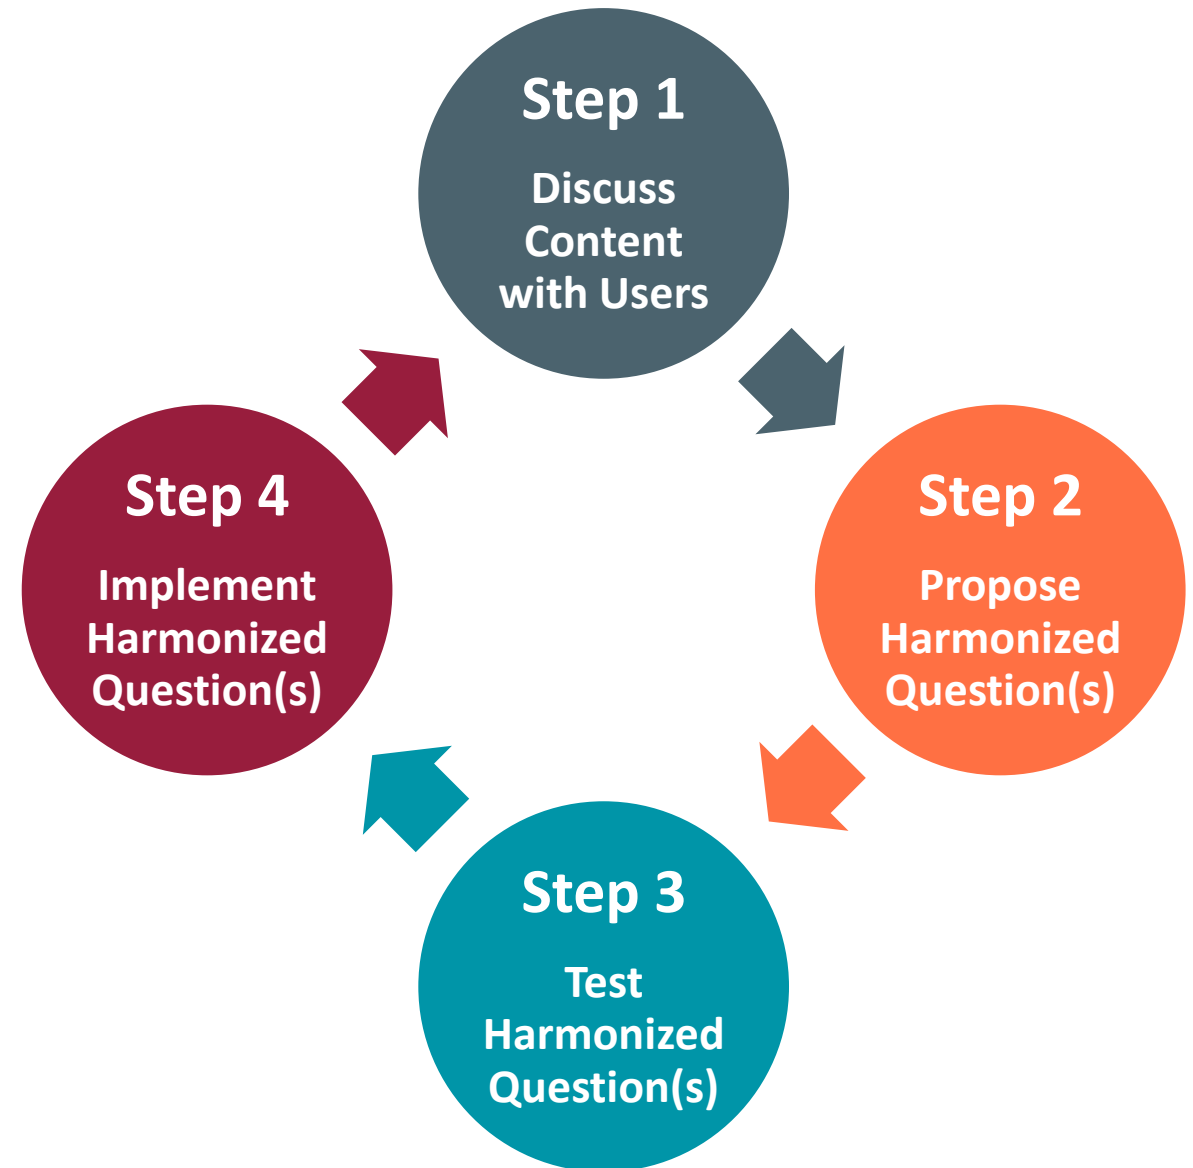 Step 1
Discuss
Content
with Users
Step 2
Propose
Harmonized
Question(s)
Step 3
Test
Harmonized
Question(s)
Step 4
Implement
Harmonized
Question(s)